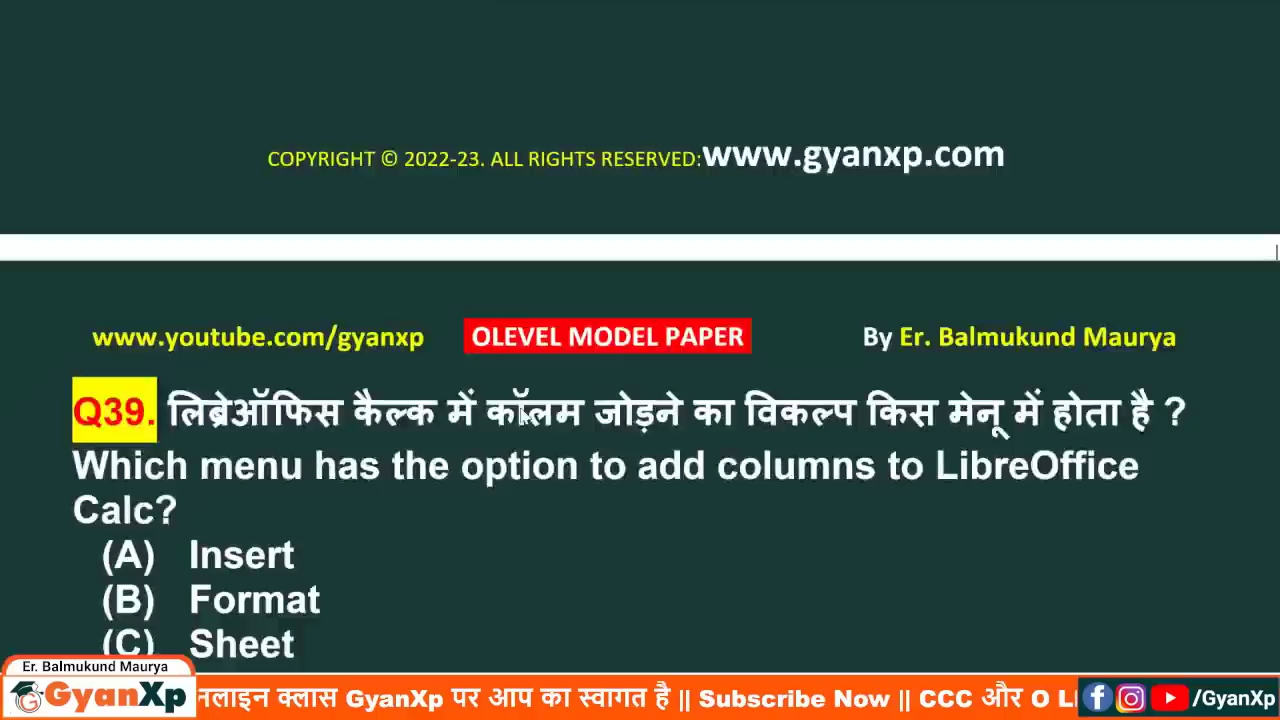 COPYRIGHT © 2022-23. ALL RIGHTS RESERVED:www.gyanxp.com
www.youtube.com/gyanxp OLEVEL MODEL PAPER By Er. Balmukund Maurya
Q39. लिब्रेऑफिस कैल्क में कॉलम जोड़ने का विकल्प किस मेनू में होता है ?
Which menu has the option to add columns to LibreOffice
Calc?
(A) Insert
(B) Format
(C) Sheet
Er. Balmukund Maurya
GyanXp
नलाइन क्लास GyanXp पर आप का स्वागत है || Subscribe Now || CCC और O L
/GyanXp